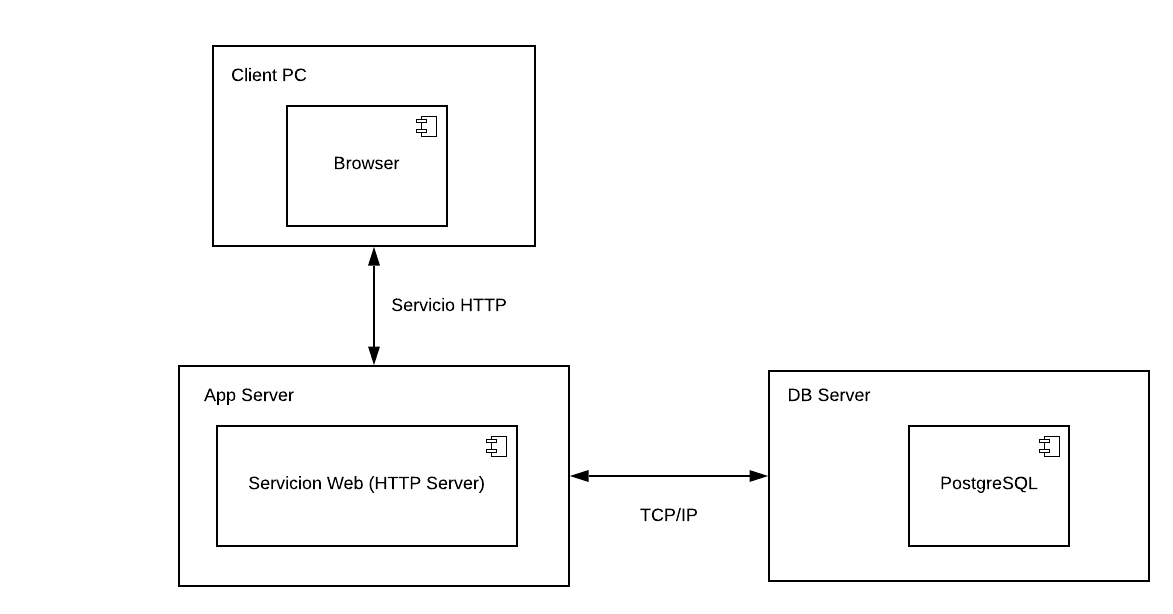 Client PC
Browser
Servicio HTTP
App Server
Servicion Web (HTTP Server)
TCP/IP
DB Server
PostgreSQL